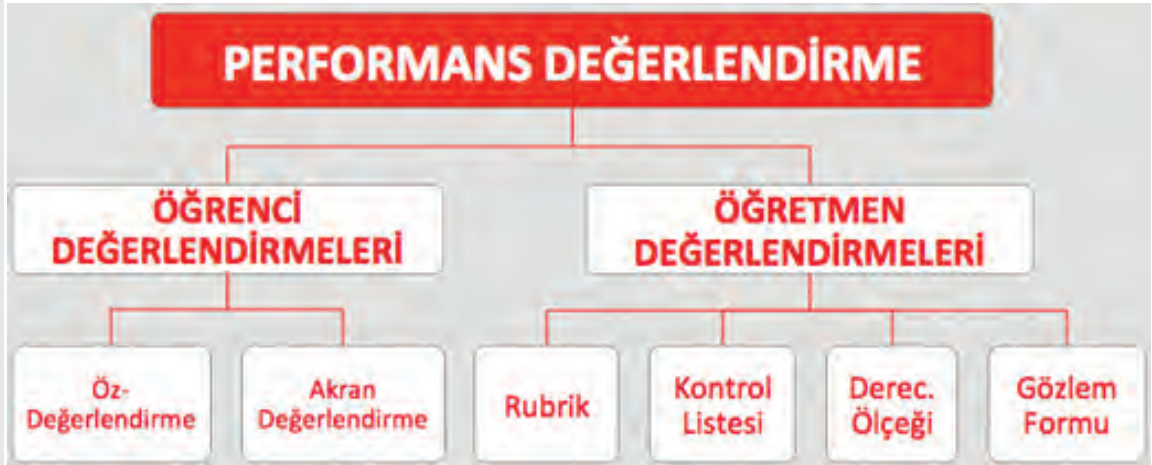 PERFORMANS DEĞERLENDİRME
ÖĞRENCİ
DEĞERLENDİRMELERİ
ÖĞRETMEN
DEĞERLENDİRMELERİ
Öz-
Değerlendirme
Akran
Değerlendirme
Rubrik
Kontrol
Listesi
Derec.
Ölçeği
Gözlem
Formu